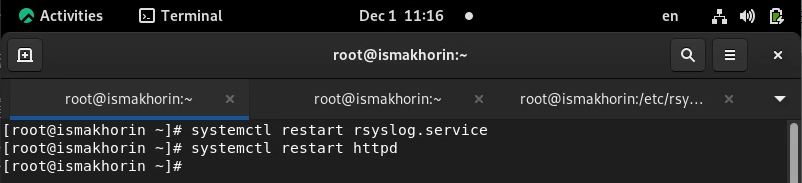 Activities Terminal Dec 1 11:16 en
root@ismakhorin:~
root@ismakhorin:~ root@ismakhorin:~ root@ismakhorin:/etc/rsy...
[root@ismakhorin ~]# systemctl restart rsyslog.service
[root@ismakhorin ~]# systemctl restart httpd
[root@ismakhorin ~]#